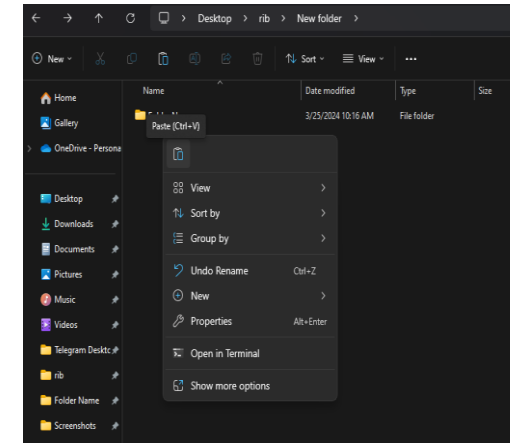 Desktop > rib > New folder >
New Sort View ...
Name Date modified Type Size
3/25/2024 10:16 AM File folder
Paste (Ctrl+V)
Home
Gallery
OneDrive - Persona
Desktop
Downloads
Documents
Pictures
Music
Videos
Telegram Desktc
rib
Folder Name
Screenshots
View
Sort by
Group by
Undo Rename Ctrl+Z
New
Properties Alt+Enter
Open in Terminal
Show more options